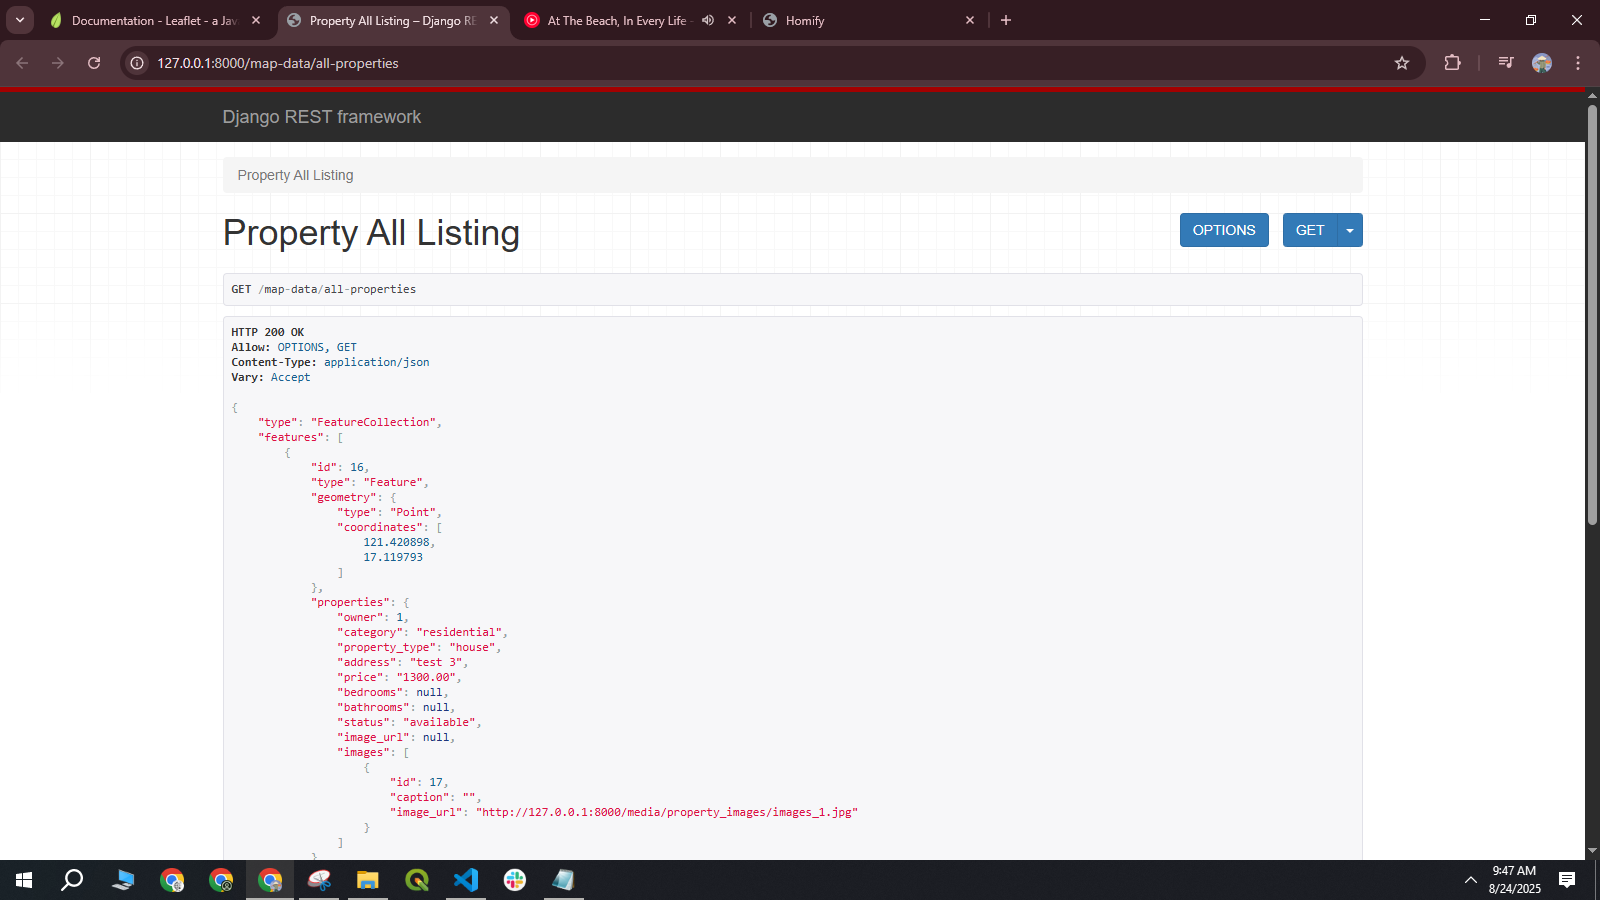 Documentation - Leaflet - a Jav
Property All Listing – Django RE
At The Beach, In Every Life -
Homify
127.0.0.1:8000/map-data/all-properties
Django REST framework
Property All Listing
Property All Listing
OPTIONS
GET
GET /map-data/all-properties
HTTP 200 OK
Allow: OPTIONS, GET
Content-Type: application/json
Vary: Accept
{
"type": "FeatureCollection",
"features": [
{
"id": 16,
"type": "Feature",
"geometry": {
"type": "Point",
"coordinates": [
121.420898,
17.119793
]
},
"properties": {
"owner": 1,
"category": "residential",
"property_type": "house",
"address": "test 3",
"price": "1300.00",
"bedrooms": null,
"bathrooms": null,
"status": "available",
"image_url": null,
"images": [
{
"id": 17,
"caption": "",
"image_url": "http://127.0.0.1:8000/media/property_images/images_1.jpg"
}
]
}
9:47 AM
8/24/2025